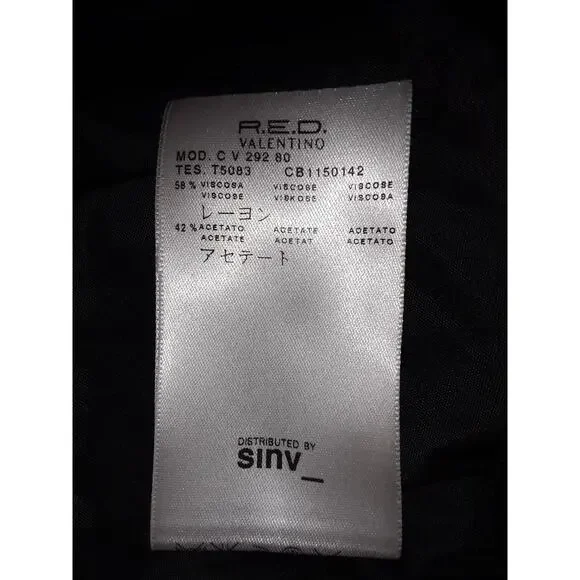 R.E.D.
VALENTINO
MOD. C V 292 80
TES. T5083 CB1150142
58 % VISCOSA VISCOSE VISCOSE
VISCOSE VISKOSE VISCOSA
レーヨン
42 % ACETATO ACETATE ACETATO
ACETATE ACETAT ACETATO
アセテート
DISTRIBUTED BY
SINV_